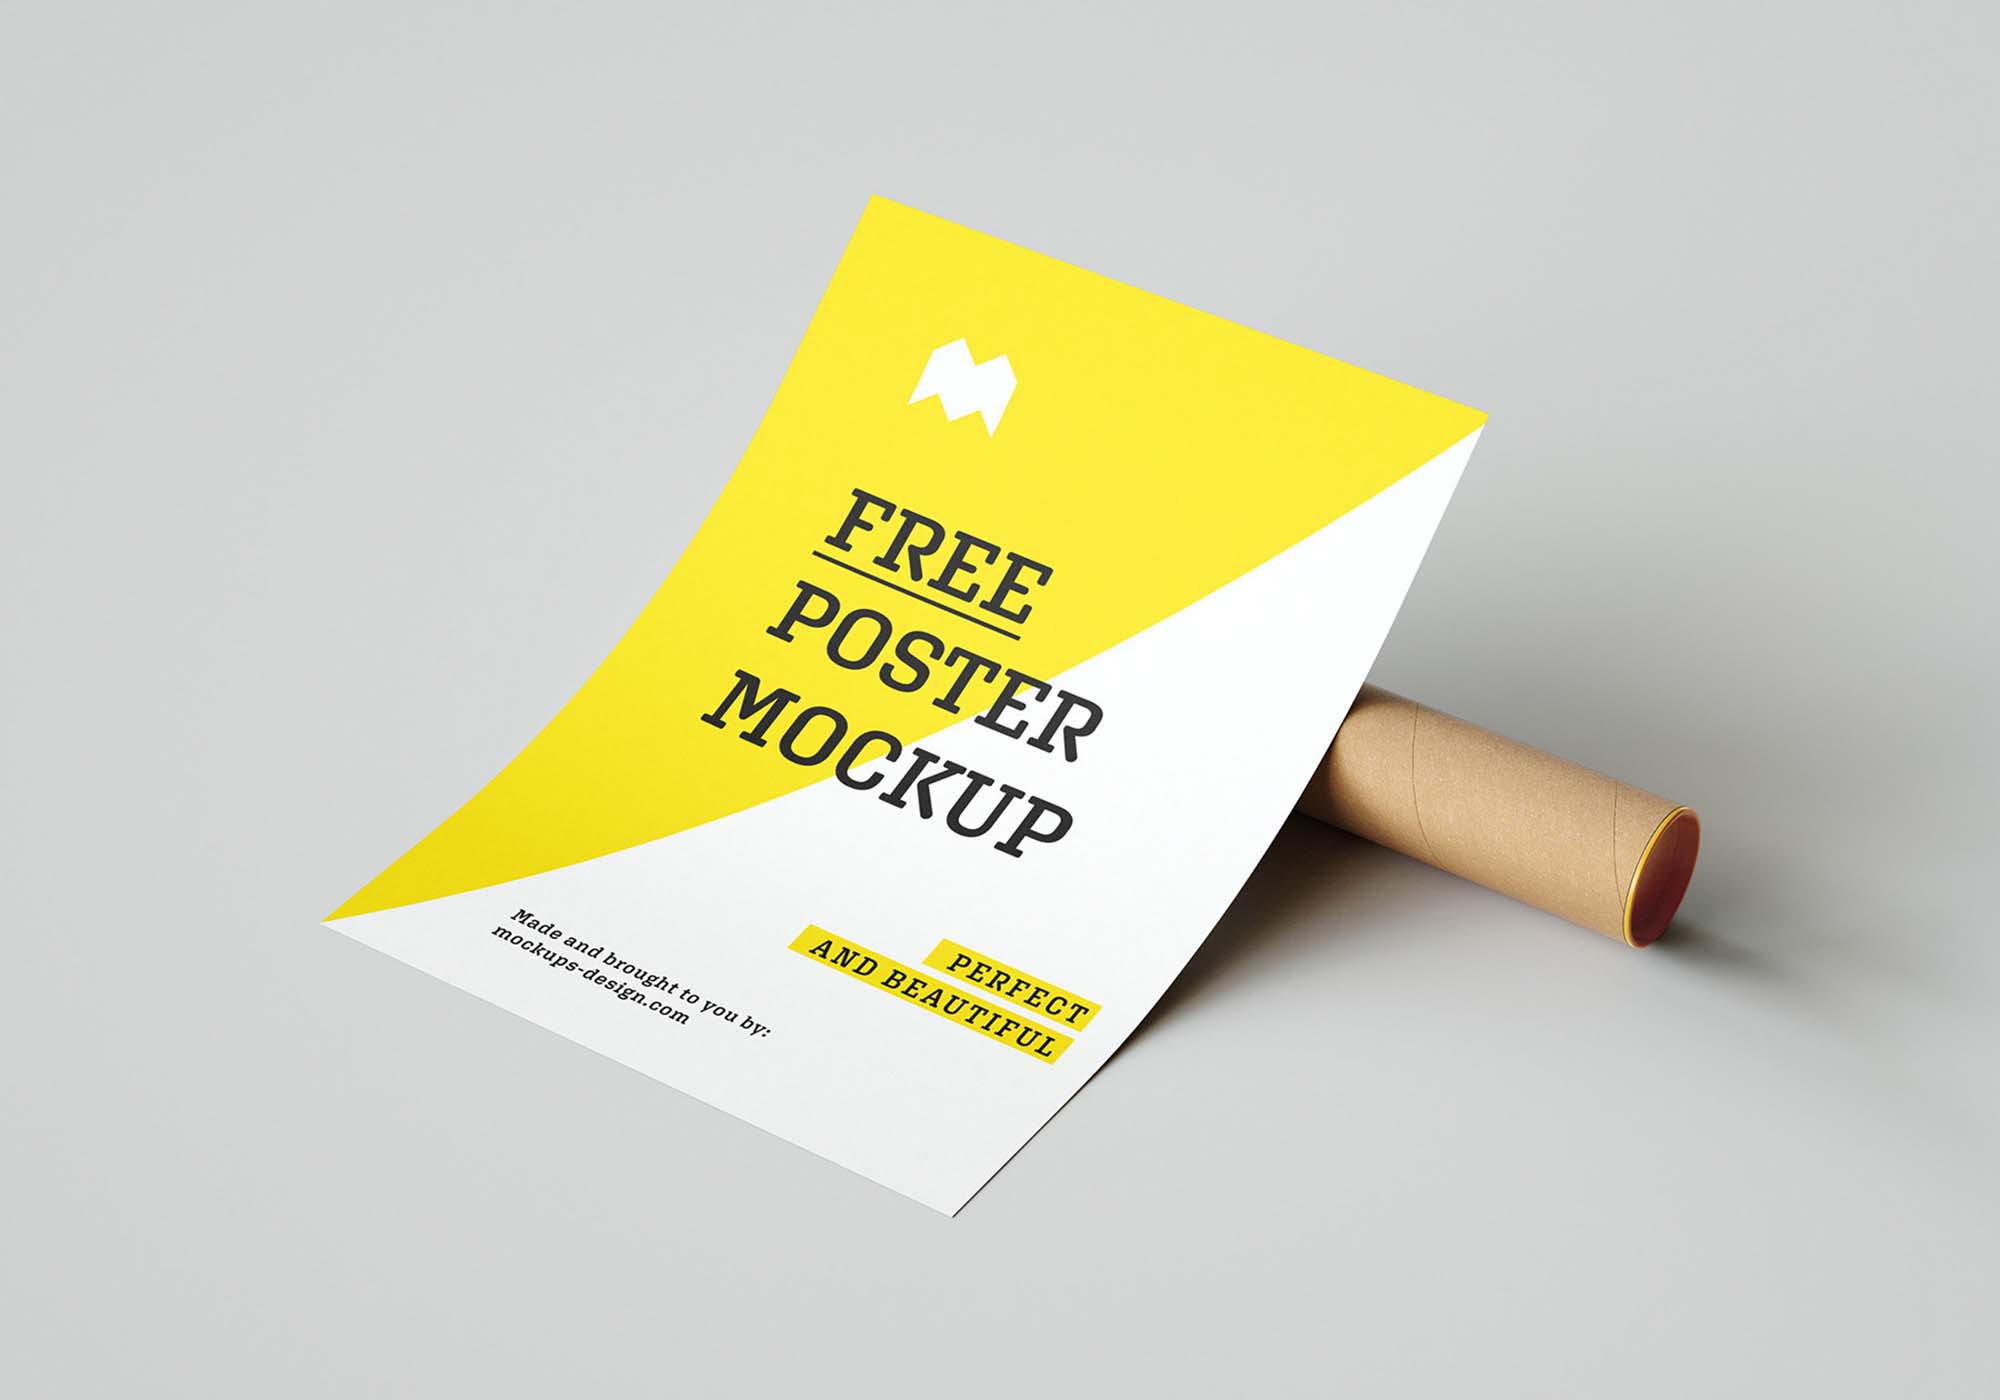 FREE
POSTER
MOCKUP
Made and brought to you by:
mockups-design.com
PERFECT
AND BEAUTIFUL